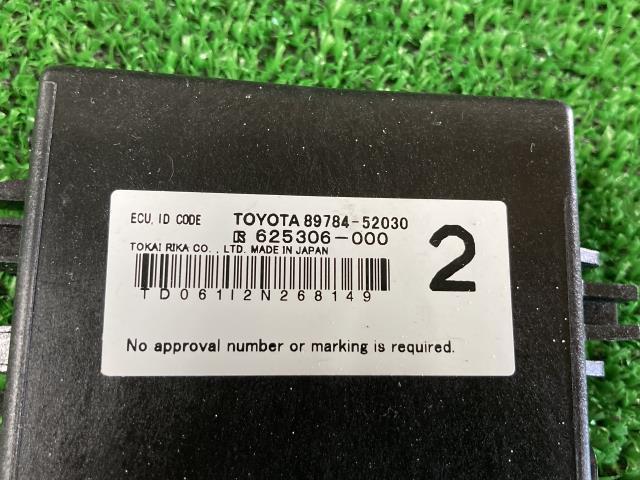 ECU, ID CODE TOYOTA 89784-52030
625306-000
TOKAI RIKA CO., LTD. MADE IN JAPAN
2
TD061I2N268149
No approval number or marking is required.